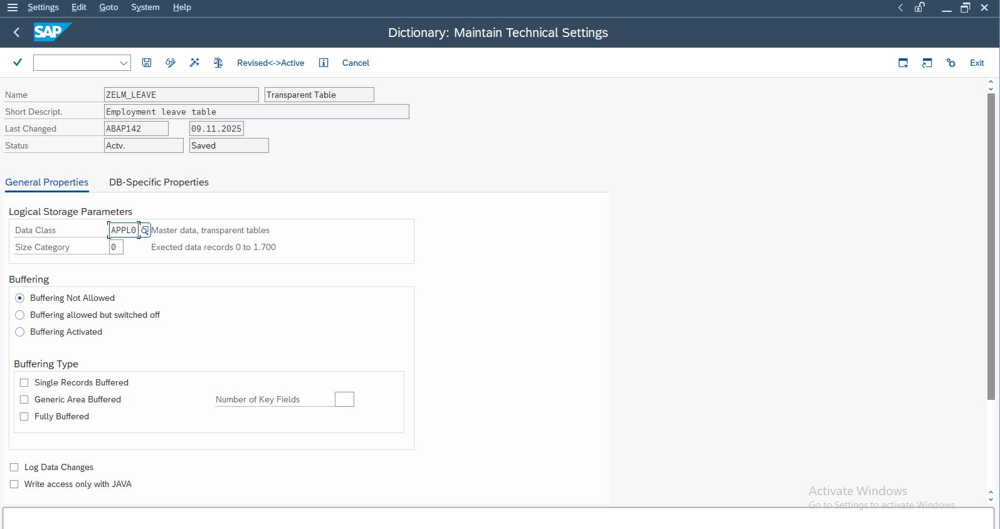 Settings Edit Goto System Help
SAP Dictionary: Maintain Technical Settings
Revised<->Active Cancel Exit
Name ZELM_LEAVE Transparent Table
Short Descript. Employment leave table
Last Changed ABAP142 09.11.2025
Status Actv. Saved
General Properties DB-Specific Properties
Logical Storage Parameters
Data Class APPL0 Master data, transparent tables
Size Category 0 Exected data records 0 to 1.700
Buffering
Buffering Not Allowed
Buffering allowed but switched off
Buffering Activated
Buffering Type
Single Records Buffered
Generic Area Buffered Number of Key Fields
Fully Buffered
Log Data Changes
Write access only with JAVA
Activate Windows
Go to Settings to activate Windows.